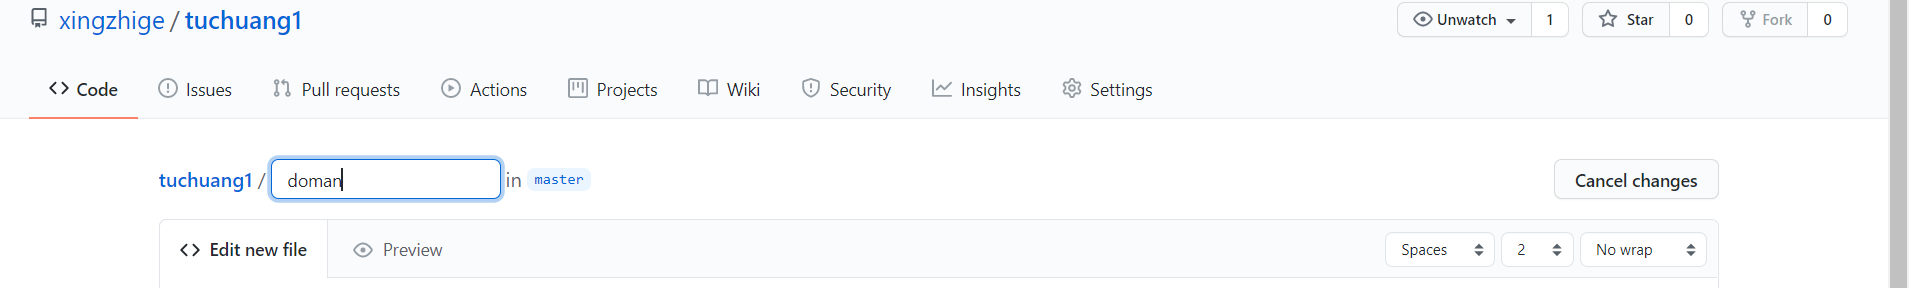 xingzhige / tuchuang1 Unwatch 1 Star 0 Fork 0
Code Issues Pull requests Actions Projects Wiki Security Insights Settings
tuchuang1 / doman in master Cancel changes
Edit new file Preview Spaces 2 No wrap